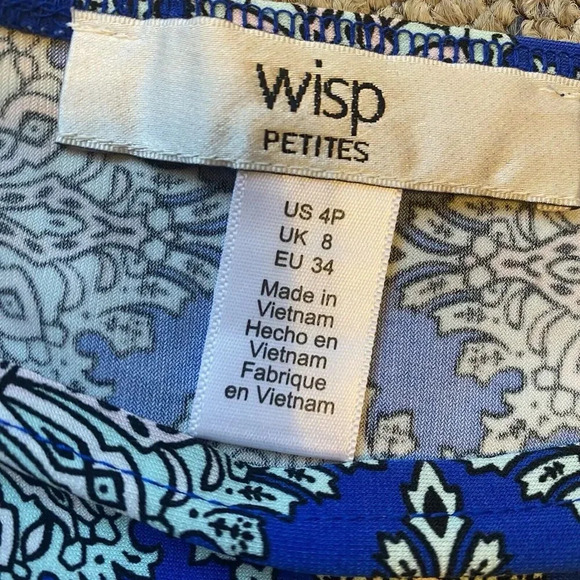 wisp
PETITES
US 4P
UK 8
EU 34
Made in
Vietnam
Hecho en
Vietnam
Fabrique
en Vietnam